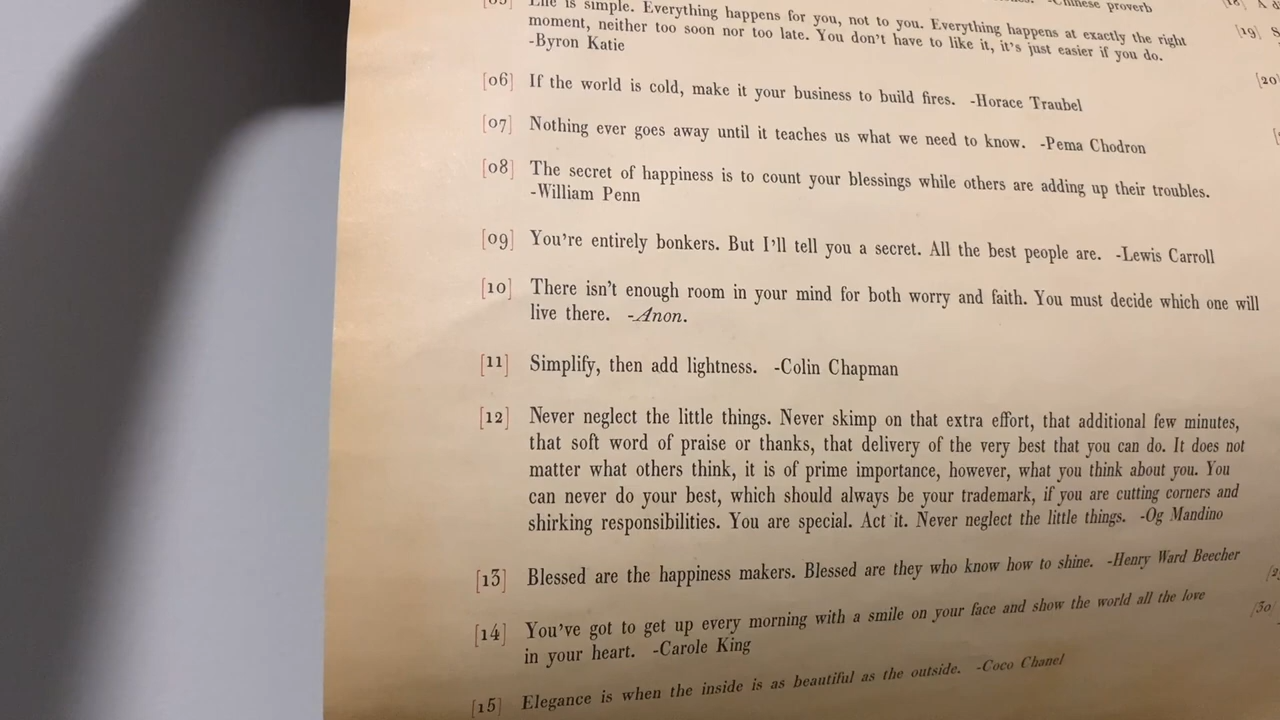 -Chinese proverb
[05] Life is simple. Everything happens for you, not to you. Everything happens at exactly the right
moment, neither too soon nor too late. You don't have to like it, it's just easier if you do.
-Byron Katie
[06] If the world is cold, make it your business to build fires. -Horace Traubel
[07] Nothing ever goes away until it teaches us what we need to know. -Pema Chodron
[08] The secret of happiness is to count your blessings while others are adding up their troubles.
-William Penn
[09] You're entirely bonkers. But I'll tell you a secret. All the best people are. -Lewis Carroll
[10] There isn't enough room in your mind for both worry and faith. You must decide which one will
live there. -Anon.
[11] Simplify, then add lightness. -Colin Chapman
[12] Never neglect the little things. Never skimp on that extra effort, that additional few minutes,
that soft word of praise or thanks, that delivery of the very best that you can do. It does not
matter what others think, it is of prime importance, however, what you think about you. You
can never do your best, which should always be your trademark, if you are cutting corners and
shirking responsibilities. You are special. Act it. Never neglect the little things. -Og Mandino
[13] Blessed are the happiness makers. Blessed are they who know how to shine. -Henry Ward Beecher
[14] You've got to get up every morning with a smile on your face and show the world all the love
in your heart. -Carole King
[15] Elegance is when the inside is as beautiful as the outside. -Coco Chanel
[18] A
[19] S
[20]
[30]